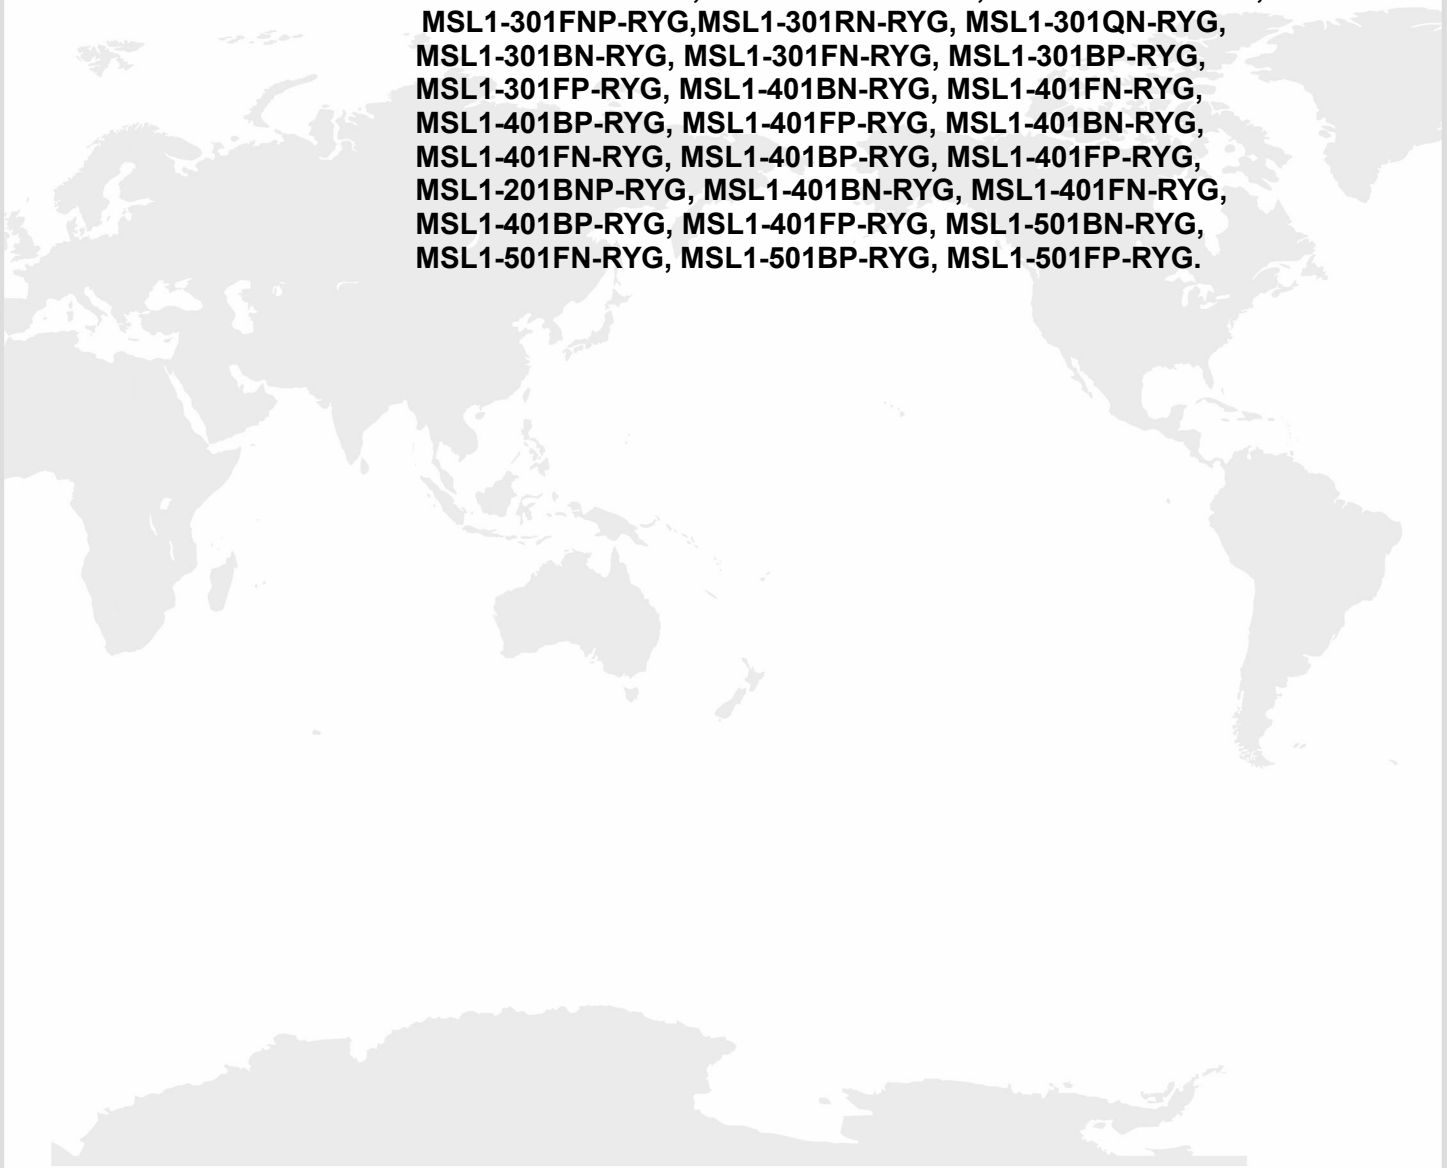 MSL1-301FNP-RYG,MSL1-301RN-RYG, MSL1-301QN-RYG,
MSL1-301BN-RYG, MSL1-301FN-RYG, MSL1-301BP-RYG,
MSL1-301FP-RYG, MSL1-401BN-RYG, MSL1-401FN-RYG,
MSL1-401BP-RYG, MSL1-401FP-RYG, MSL1-401BN-RYG,
MSL1-401FN-RYG, MSL1-401BP-RYG, MSL1-401FP-RYG,
MSL1-201BNP-RYG, MSL1-401BN-RYG, MSL1-401FN-RYG,
MSL1-401BP-RYG, MSL1-401FP-RYG, MSL1-501BN-RYG,
MSL1-501FN-RYG, MSL1-501BP-RYG, MSL1-501FP-RYG.